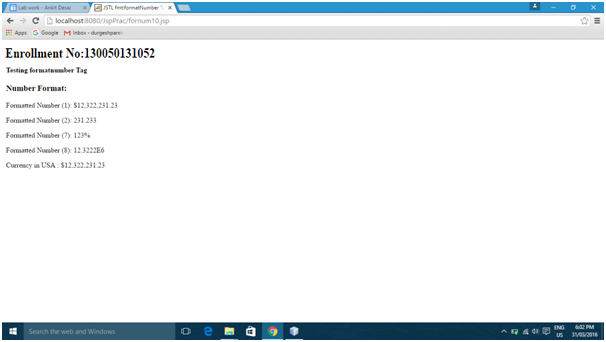 Lab work - Ankit Desai
JSTL fmt:formatNumber T
localhost:8080/JspPrac/fornum10.jsp
Apps Google Inbox - durgeshparm
Enrollment No:130050131052
Testing formatnumber Tag
Number Format:
Formatted Number (1): $12,322,231.23
Formatted Number (2): 231.233
Formatted Number (7): 123%
Formatted Number (8): 12.3222E6
Currency in USA : $12,322,231.23
Search the web and Windows
ENG
US
6:02 PM
31/03/2016